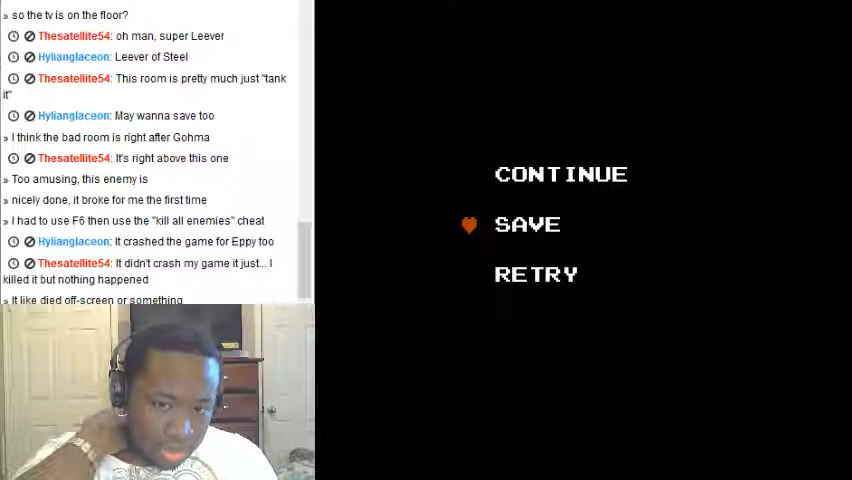 » so the tv is on the floor?
Thesatellite54: oh man, super Leever
Hylianglaceon: Leever of Steel
Thesatellite54: This room is pretty much just "tank
it"
Hylianglaceon: May wanna save too
» I think the bad room is right after Gohma
Thesatellite54: It's right above this one
» Too amusing, this enemy is
» nicely done, it broke for me the first time
» I had to use F6 then use the "kill all enemies" cheat
Hylianglaceon: It crashed the game for Eppy too
Thesatellite54: It didn't crash my game it just... I
killed it but nothing happened
» It like died off-screen or something
CONTINUE
SAVE
RETRY